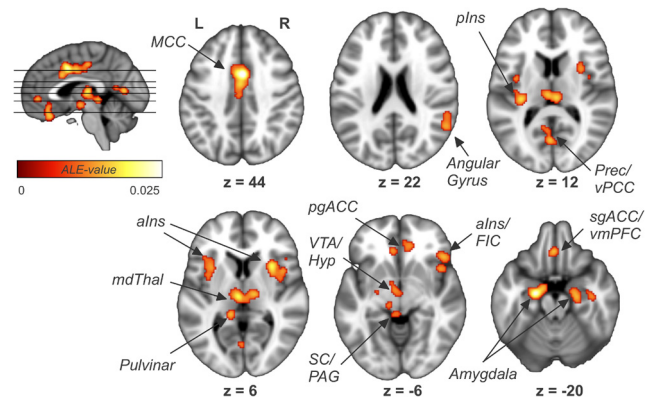 L R
MCC
pIns
ALE-value
0 0.025
z = 44
z = 22
Angular
Gyrus
z = 12
Prec/
vPCC
aIns
mdThal
Pulvinar
z = 6
pgACC
VTA/
Hyp
aIns/
FIC
SC/
PAG
z = -6
sgACC/
vmPFC
Amygdala
z = -20